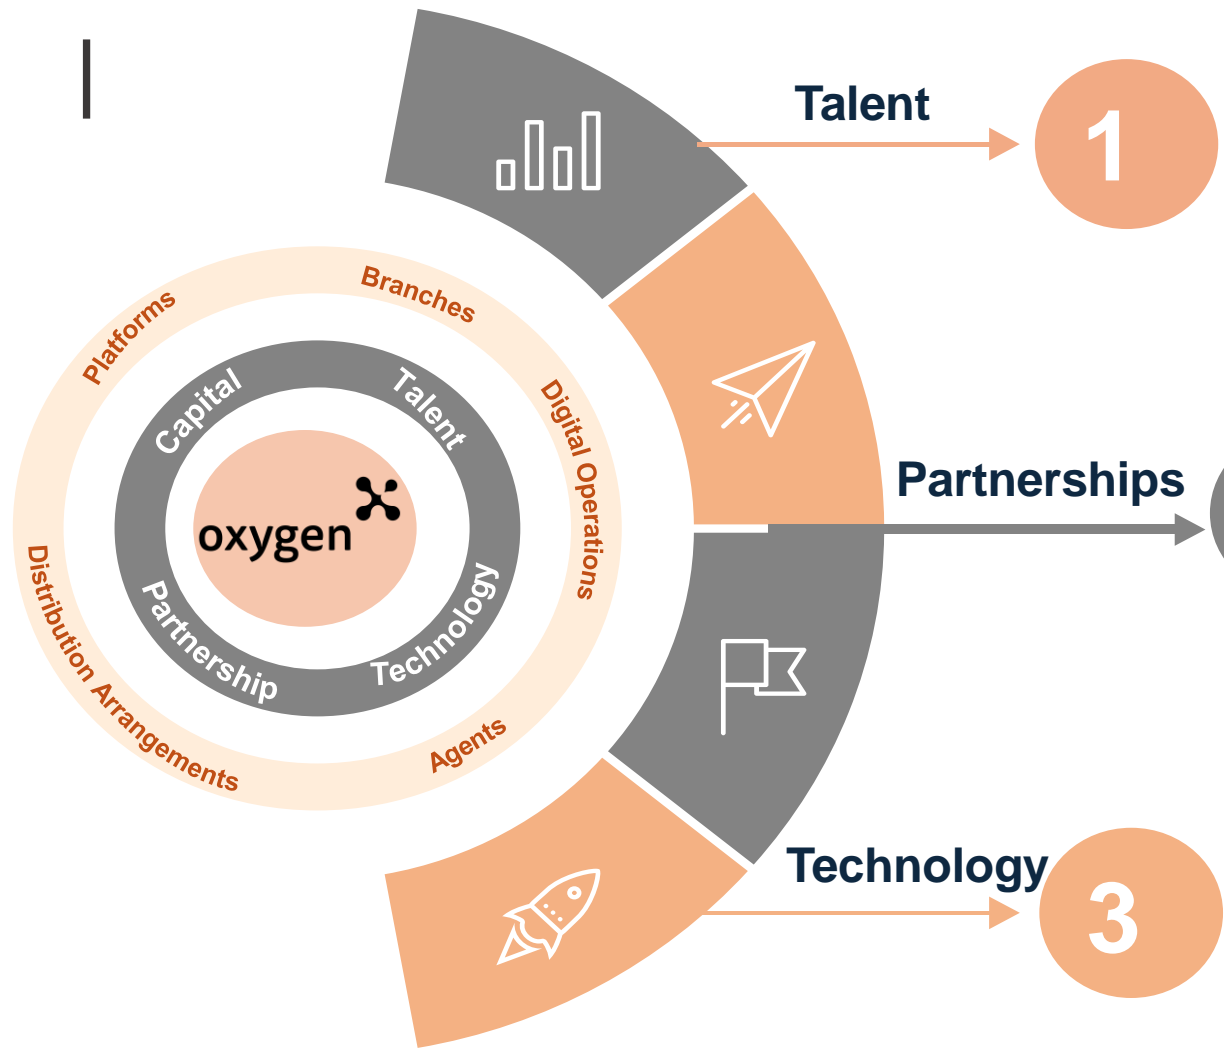 Talent
1
Branches
Platforms
Capital
Talent
Digital Operations
Partnerships
oxygen
Distribution Arrangements
Partnership
Technology
Agents
Technology
3